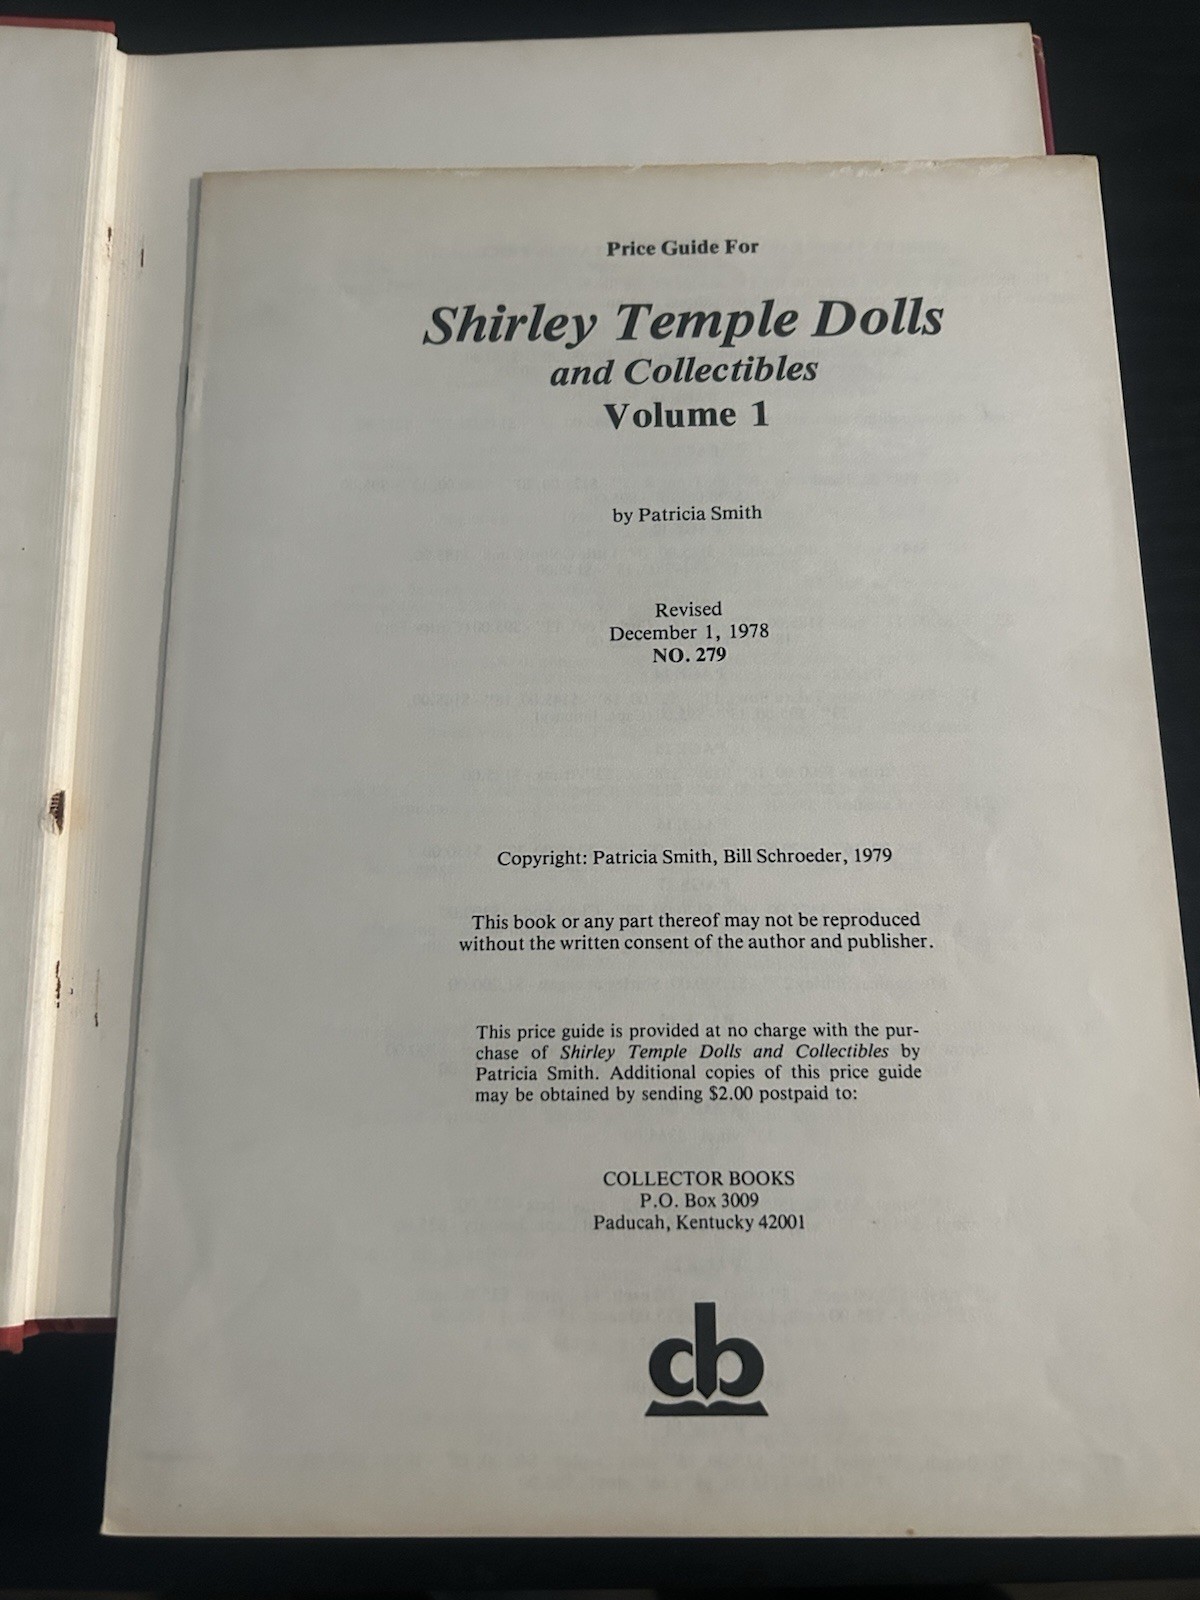 Price Guide For
Shirley Temple Dolls
and Collectibles
Volume 1
by Patricia Smith
Revised
December 1, 1978
NO. 279
Copyright: Patricia Smith, Bill Schroeder, 1979
This book or any part thereof may not be reproduced
without the written consent of the author and publisher.
This price guide is provided at no charge with the pur-
chase of Shirley Temple Dolls and Collectibles by
Patricia Smith. Additional copies of this price guide
may be obtained by sending $2.00 postpaid to:
COLLECTOR BOOKS
P.O. Box 3009
Paducah, Kentucky 42001
cb